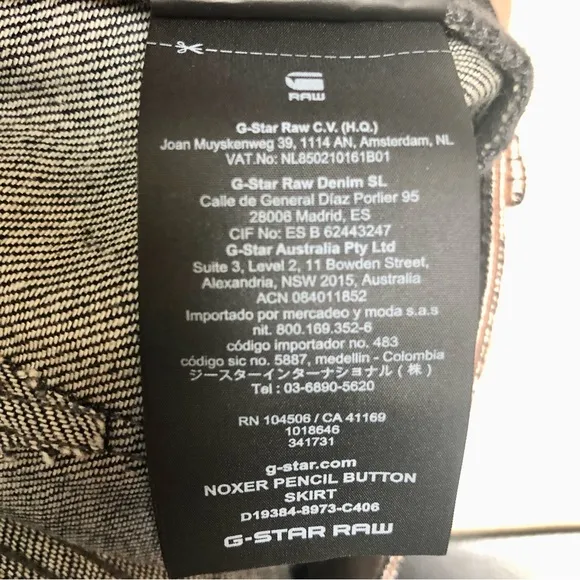 RAW
G-Star Raw C.V. (H.Q.)
Joan Muyskenweg 39, 1114 AN, Amsterdam, NL
VAT.No: NL850210161B01
G-Star Raw Denim SL
Calle de General Díaz Porlier 95
28006 Madrid, ES
CIF No: ES B 62443247
G-Star Australia Pty Ltd
Suite 3, Level 2, 11 Bowden Street,
Alexandria, NSW 2015, Australia
ACN 084011852
Importado por mercadeo y moda s.a.s
nit. 800.169.352-6
código importador no. 483
código sic no. 5887, medellin - Colombia
ジースターインターナショナル(株)
Tel : 03-6890-5620
RN 104506 / CA 41169
1018646
341731
g-star.com
NOXER PENCIL BUTTON
SKIRT
D19384-8973-C406
G-STAR RAW